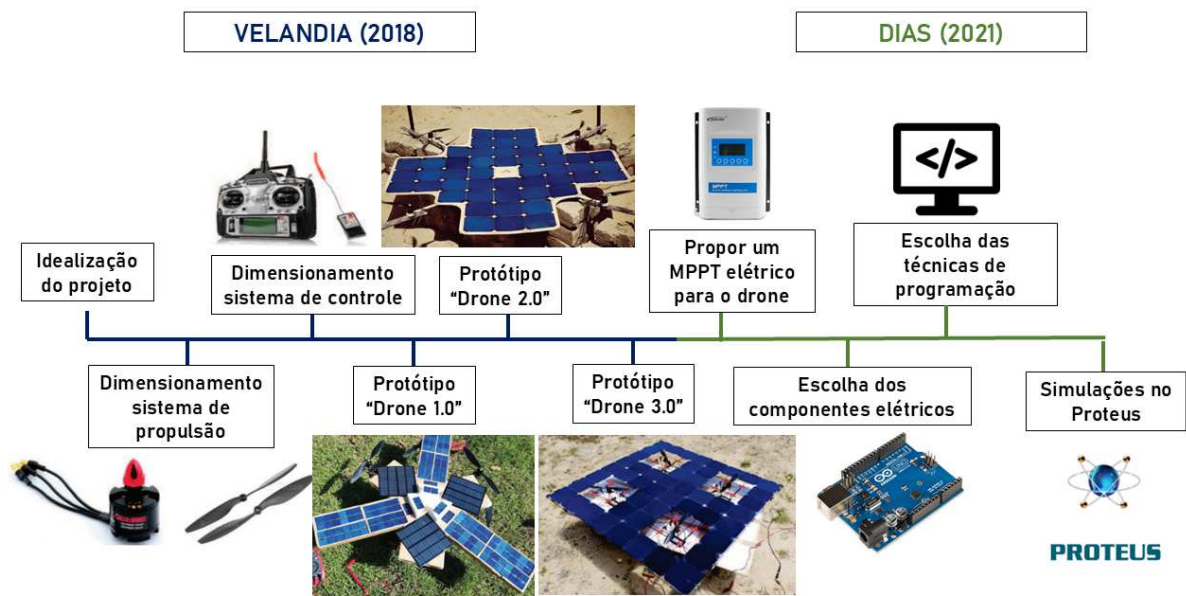 VELANDIA (2018)
DIAS (2021)
MPPT
</>
Idealização
do projeto
Dimensionamento
sistema de controle
Protótipo
“Drone 2.0”
Propor um
MPPT elétrico
para o drone
Escolha das
técnicas de
programação
Dimensionamento
sistema de
propulsão
Protótipo
“Drone 1.0”
Protótipo
“Drone 3.0”
Escolha dos
componentes elétricos
Simulações no
Proteus
PROTEUS